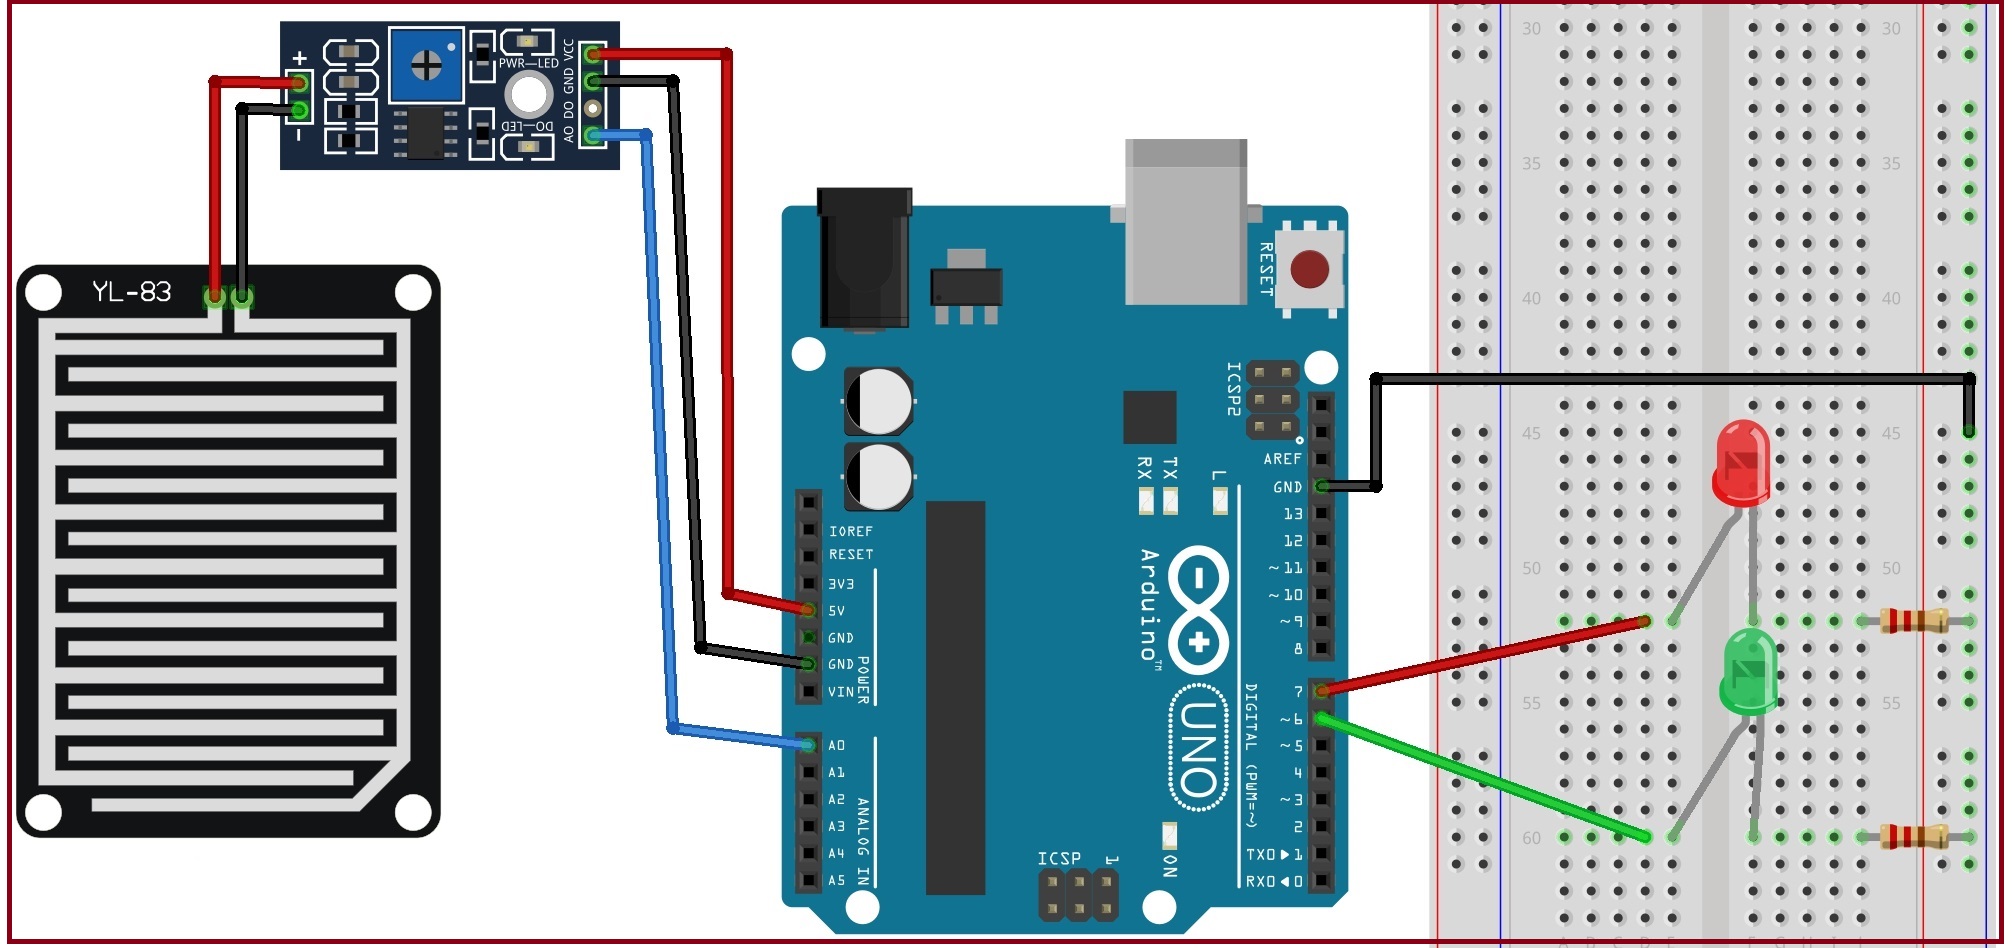 +
-
PWR—LED
DO—LED
VCC
GND
DO
AO
YL-83
RESET
ICSP2
AREF
GND
13
12
~11
~10
~9
8
7
~6
~5
4
~3
2
TX0▶1
RX0◀0
RX
TX
L
IOREF
RESET
3V3
5V
GND
GND
VIN
POWER
A0
A1
A2
A3
A4
A5
ANALOG IN
Arduino™
UNO
DIGITAL (PWM=~)
ON
ICSP
1
30
30
35
35
40
40
45
45
50
50
55
55
60
60